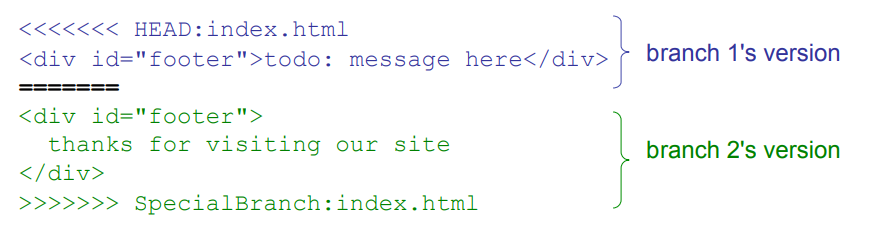 <<<<<<< HEAD:index.html
<div id="footer">todo: message here</div>
branch 1's version
=======
<div id="footer">
  thanks for visiting our site
branch 2's version
</div>
>>>>>>> SpecialBranch:index.html